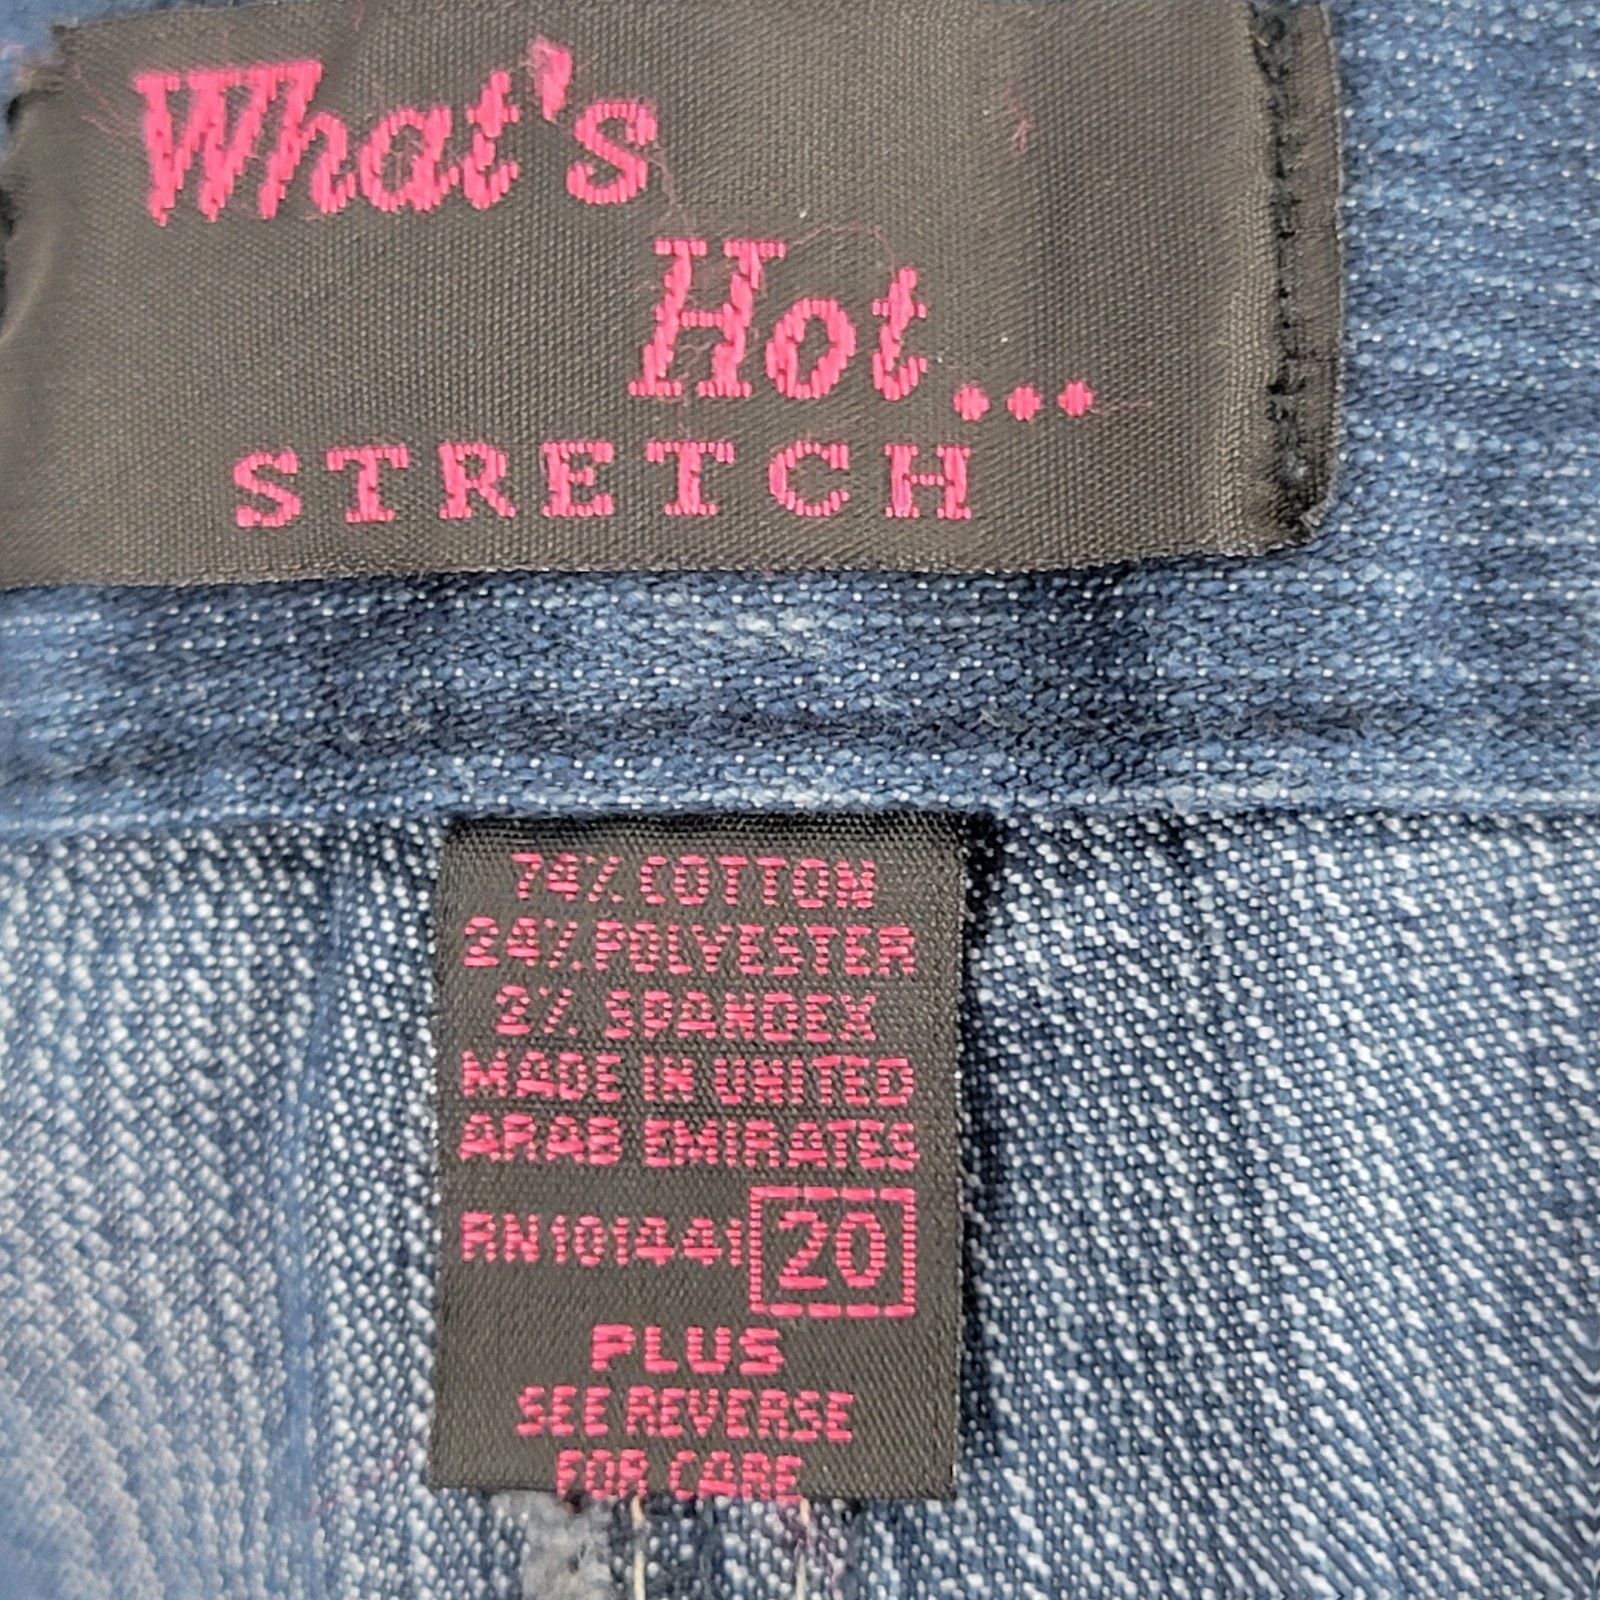 What's
Hot...
STRETCH
74% COTTON
24% POLYESTER
2% SPANDEX
MADE IN UNITED
ARAB EMIRATES
RN101441 20
PLUS
SEE REVERSE
FOR CARE